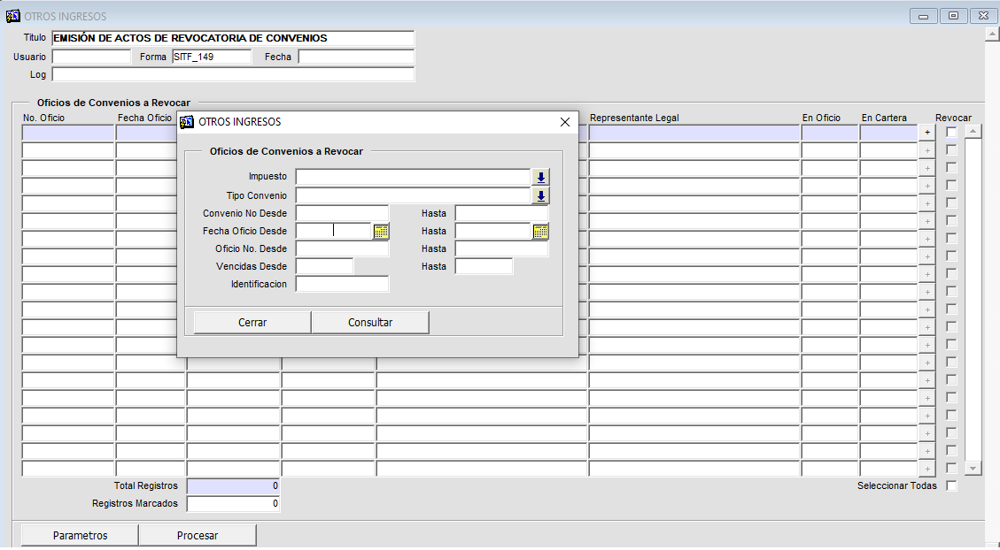 OTROS INGRESOS
Titulo EMISIÓN DE ACTOS DE REVOCATORIA DE CONVENIOS
Usuario Forma SITF_149 Fecha
Log
Oficios de Convenios a Revocar
No. Oficio Fecha Oficio Representante Legal En Oficio En Cartera Revocar
OTROS INGRESOS
Oficios de Convenios a Revocar
Impuesto
Tipo Convenio
Convenio No Desde Hasta
Fecha Oficio Desde Hasta
Oficio No. Desde Hasta
Vencidas Desde Hasta
Identificacion
Cerrar Consultar
Total Registros 0 Seleccionar Todas
Registros Marcados 0
Parametros Procesar